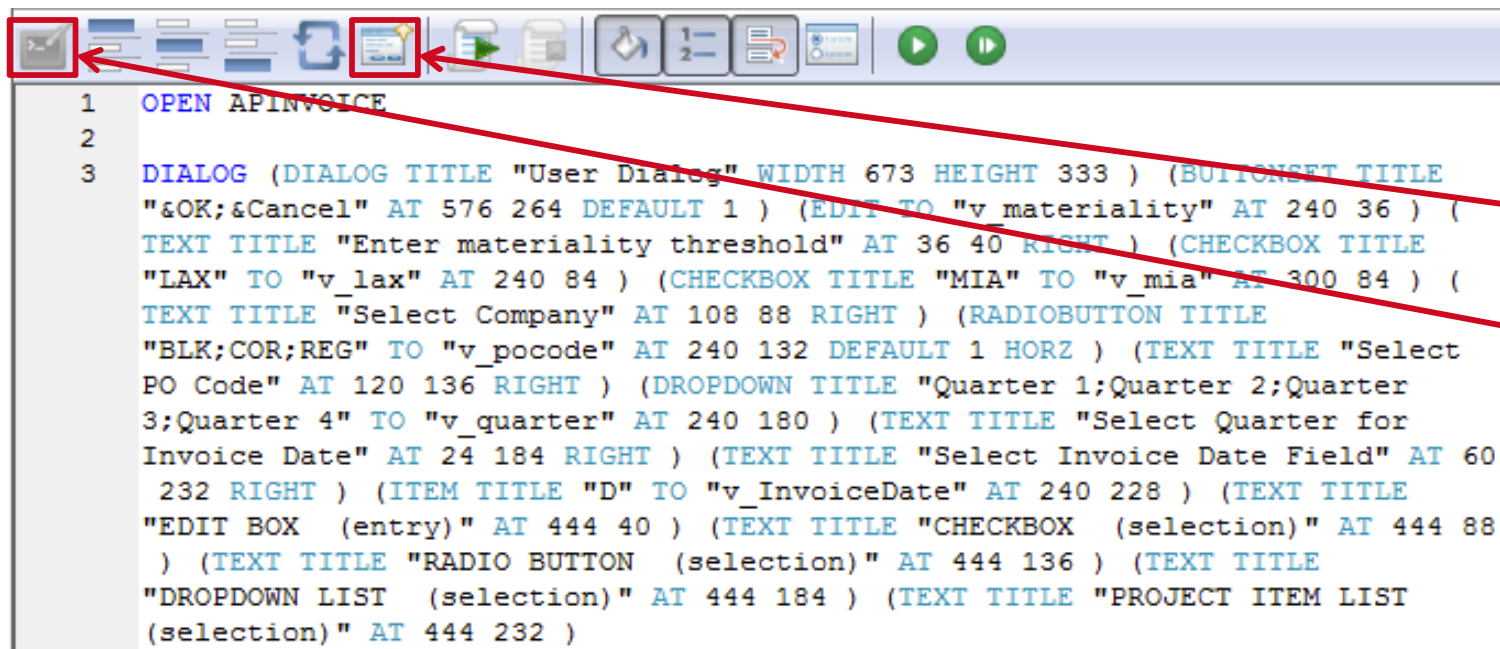 1 OPEN APINVOICE
2
3 DIALOG (DIALOG TITLE "User Dialog" WIDTH 673 HEIGHT 333 ) (BUTTONSET TITLE
"&OK;&Cancel" AT 576 264 DEFAULT 1 ) (EDIT TO "v_materiality" AT 240 36 ) (
TEXT TITLE "Enter materiality threshold" AT 36 40 RIGHT ) (CHECKBOX TITLE
"LAX" TO "v_lax" AT 240 84 ) (CHECKBOX TITLE "MIA" TO "v_mia" AT 300 84 ) (
TEXT TITLE "Select Company" AT 108 88 RIGHT ) (RADIOBUTTON TITLE
"BLK;COR;REG" TO "v_pocode" AT 240 132 DEFAULT 1 HORZ ) (TEXT TITLE "Select
PO Code" AT 120 136 RIGHT ) (DROPDOWN TITLE "Quarter 1;Quarter 2;Quarter
3;Quarter 4" TO "v_quarter" AT 240 180 ) (TEXT TITLE "Select Quarter for
Invoice Date" AT 24 184 RIGHT ) (TEXT TITLE "Select Invoice Date Field" AT 60
232 RIGHT ) (ITEM TITLE "D" TO "v_InvoiceDate" AT 240 228 ) (TEXT TITLE
"EDIT BOX  (entry)" AT 444 40 ) (TEXT TITLE "CHECKBOX  (selection)" AT 444 88
) (TEXT TITLE "RADIO BUTTON  (selection)" AT 444 136 ) (TEXT TITLE
"DROPDOWN LIST  (selection)" AT 444 184 ) (TEXT TITLE "PROJECT ITEM LIST
(selection)" AT 444 232 )